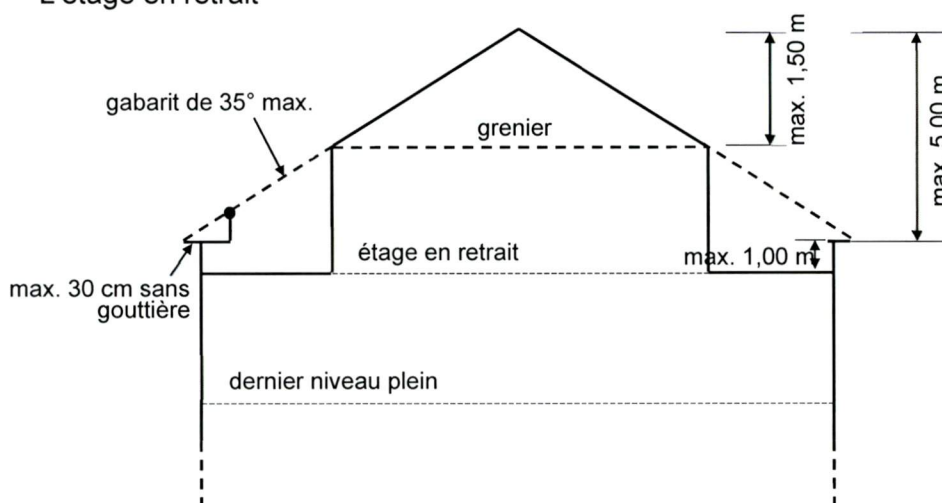 L'étage en retrait
max. 1,50 m
max. 5,00 m
gabarit de 35° max.
grenier
étage en retrait
max. 1,00 m
max. 30 cm sans
gouttière
dernier niveau plein